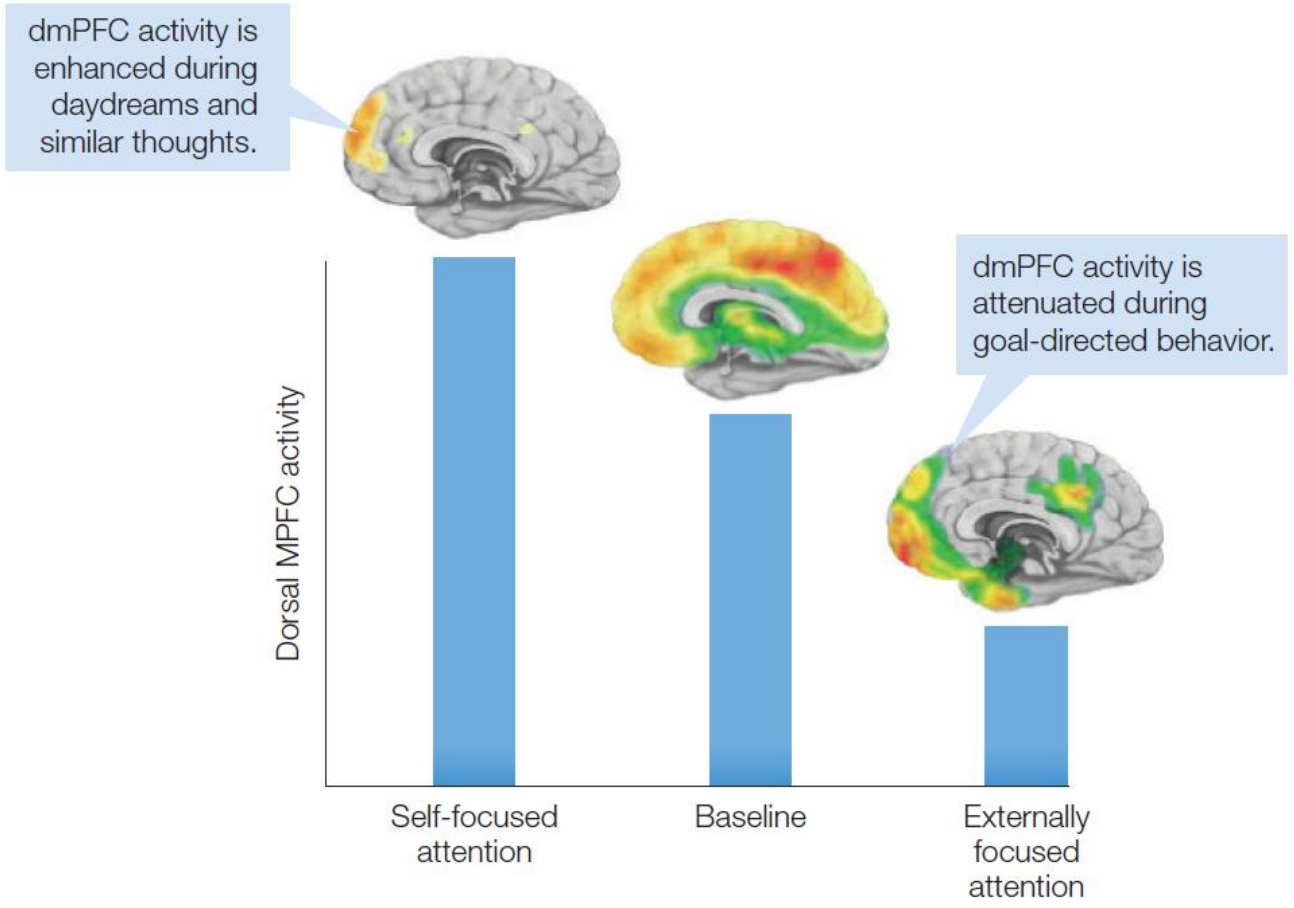 dmPFC activity is
enhanced during
daydreams and
similar thoughts.
dmPFC activity is
attenuated during
goal-directed behavior.
Dorsal MPFC activity
Self-focused
attention
Baseline
Externally
focused
attention